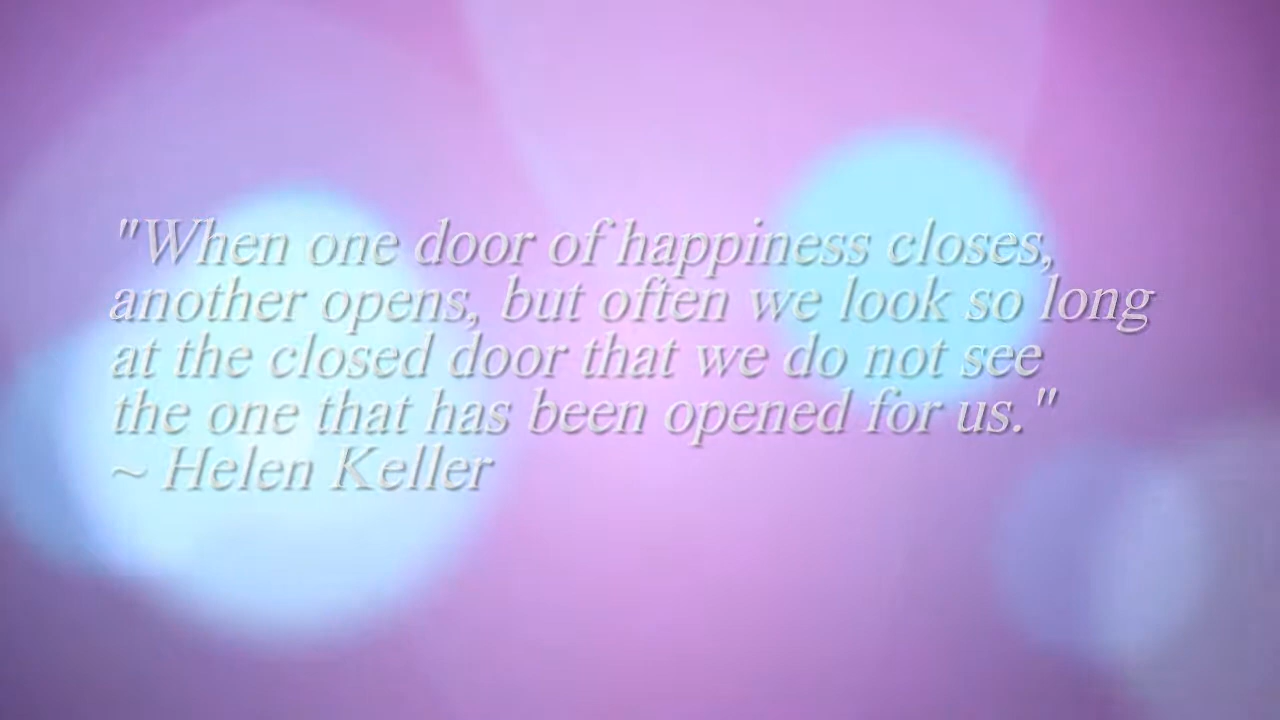 "When one door of happiness closes,
another opens, but often we look so long
at the closed door that we do not see
the one that has been opened for us."
~ Helen Keller